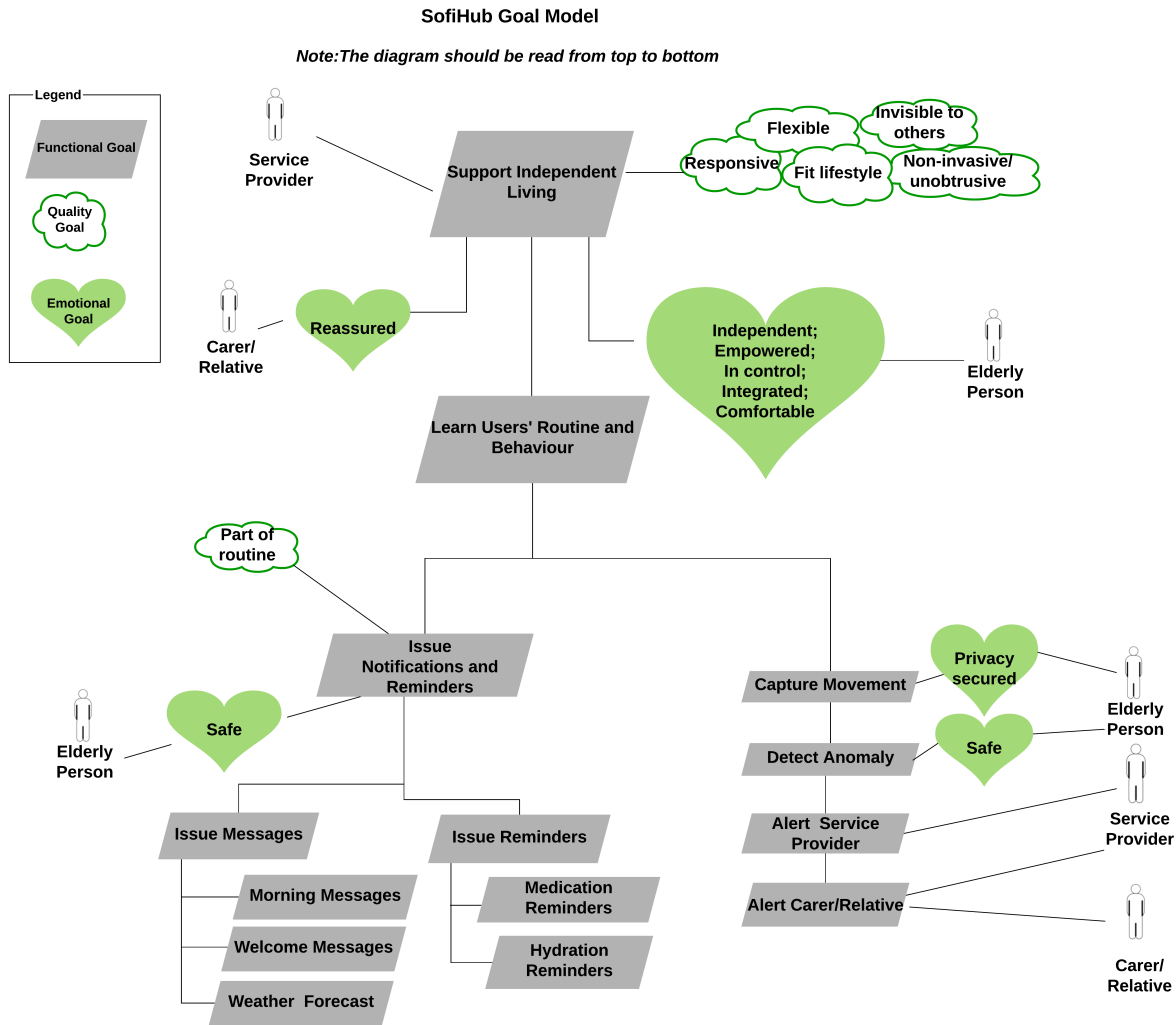 SofiHub Goal Model
Note:The diagram should be read from top to bottom
Legend
Functional Goal
Quality
Goal
Emotional
Goal
Service
Provider
Support Independent
Living
Responsive
Flexible
Fit lifestyle
Invisible to
others
Non-invasive/
unobtrusive
Carer/
Relative
Reassured
Independent;
Empowered;
In control;
Integrated;
Comfortable
Elderly
Person
Learn Users' Routine and
Behaviour
Part of
routine
Issue
Notifications and
Reminders
Elderly
Person
Safe
Issue Messages
Morning Messages
Welcome Messages
Weather  Forecast
Issue Reminders
Medication
Reminders
Hydration
Reminders
Capture Movement
Privacy
secured
Elderly
Person
Detect Anomaly
Safe
Alert  Service
Provider
Service
Provider
Alert Carer/Relative
Carer/
Relative